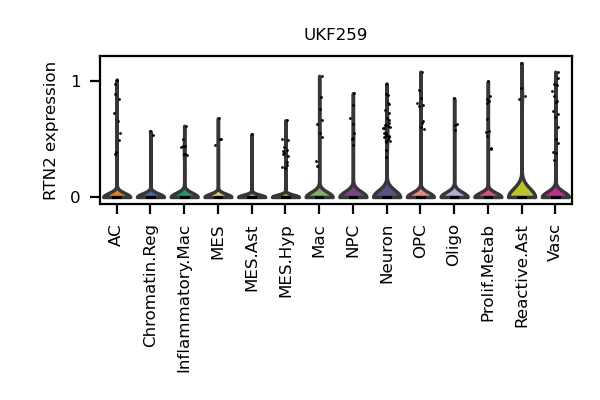 UKF259
RTN2 expression
1
0
AC
Chromatin.Reg
Inflammatory.Mac
MES
MES.Ast
MES.Hyp
Mac
NPC
Neuron
OPC
Oligo
Prolif.Metab
Reactive.Ast
Vasc